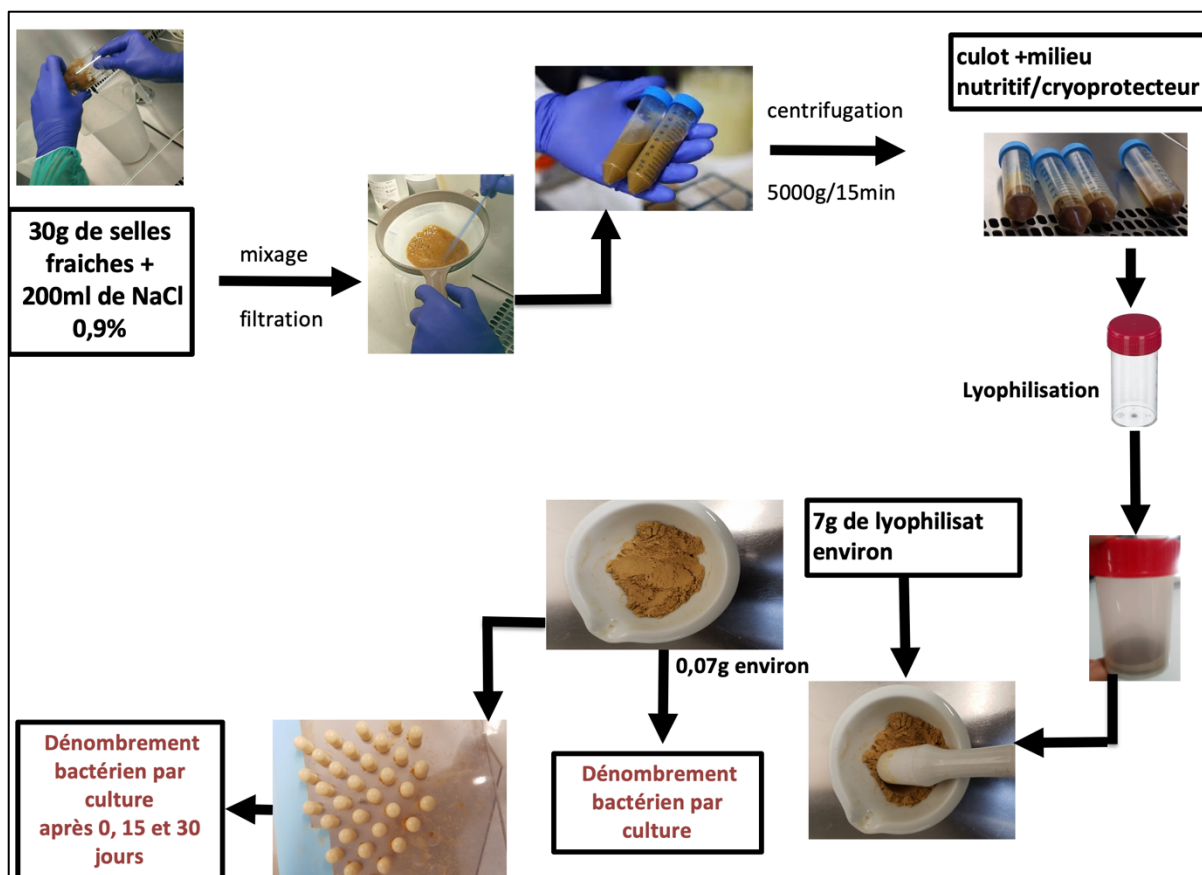 30g de selles
fraiches +
200ml de NaCl
0,9%
mixage
filtration
centrifugation
5000g/15min
culot +milieu
nutritif/cryoprotecteur
Lyophilisation
7g de lyophilisat
environ
0,07g environ
Dénombrement
bactérien par
culture
Dénombrement
bactérien par
culture
après 0, 15 et 30
jours